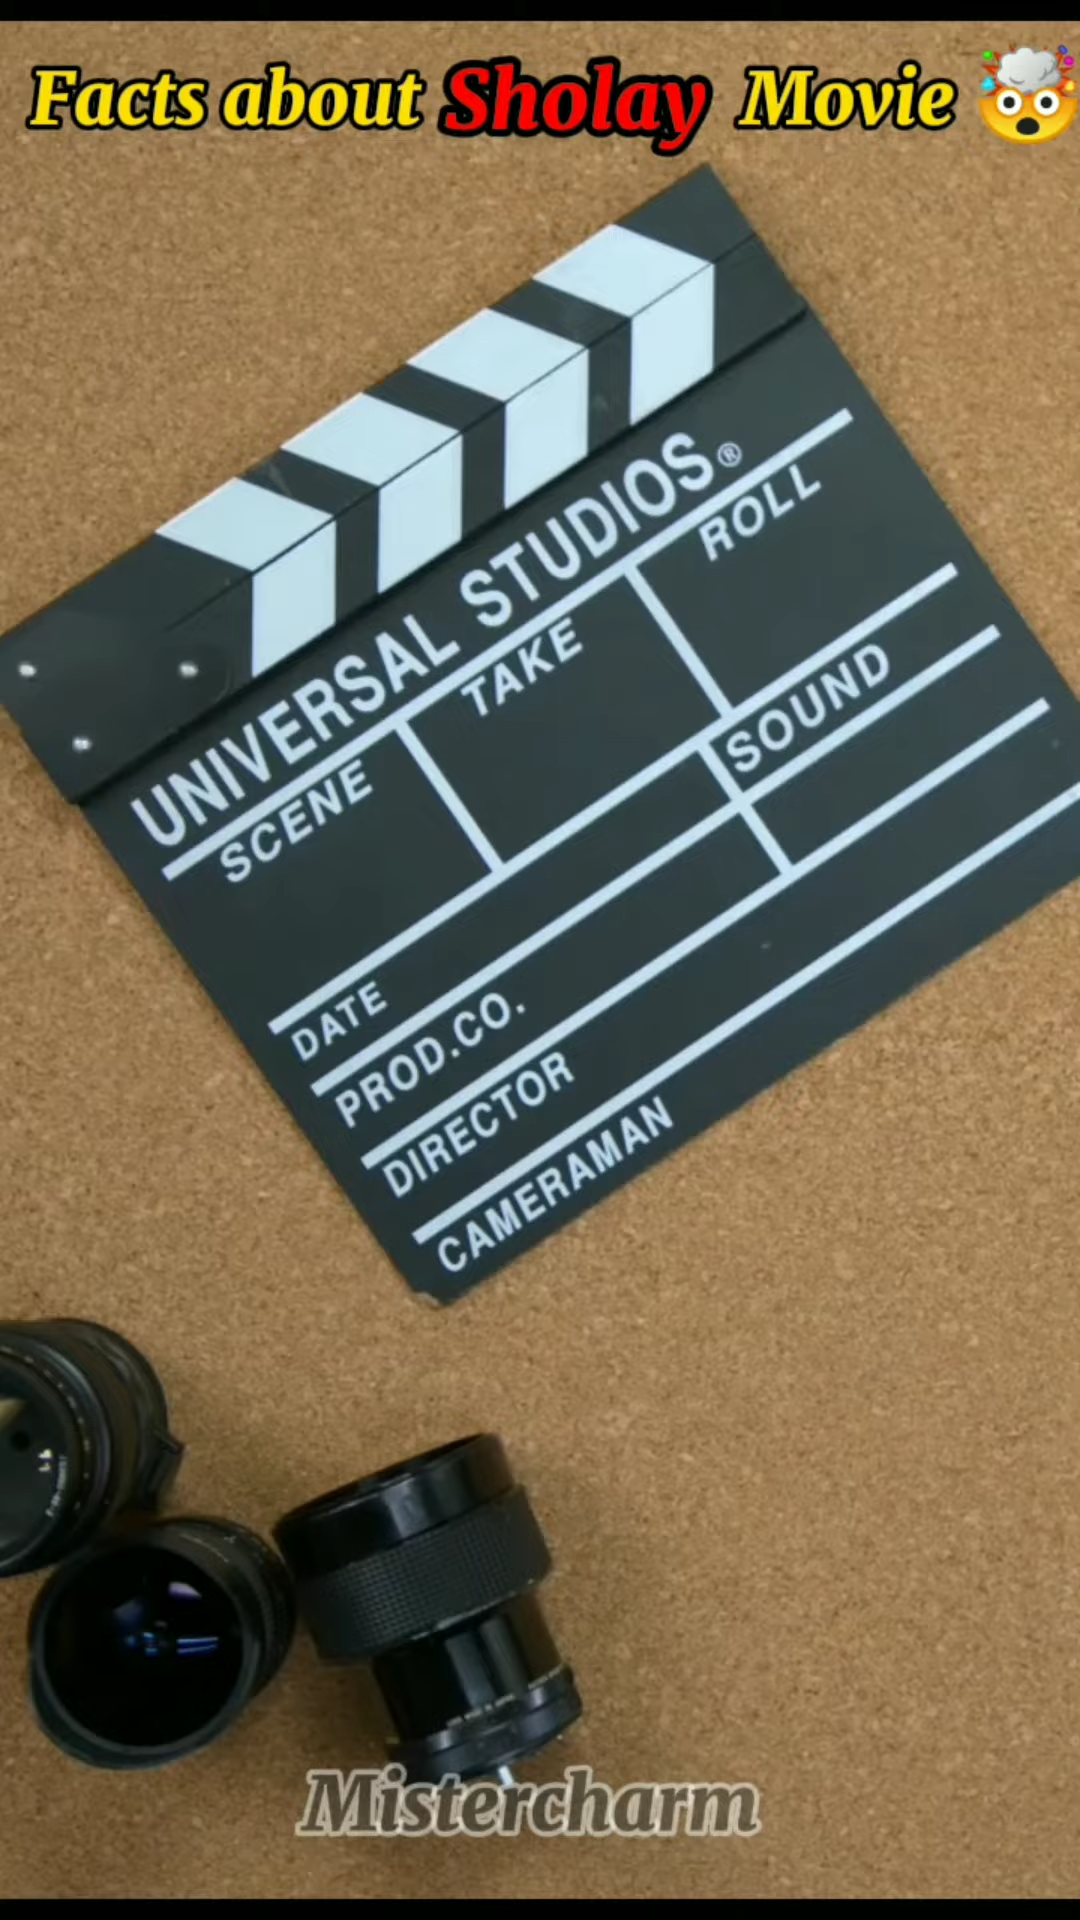 Facts about Sholay Movie 🤯
UNIVERSAL STUDIOS®
SCENE TAKE ROLL
SOUND
DATE
PROD.CO.
DIRECTOR
CAMERAMAN
Mistercharm